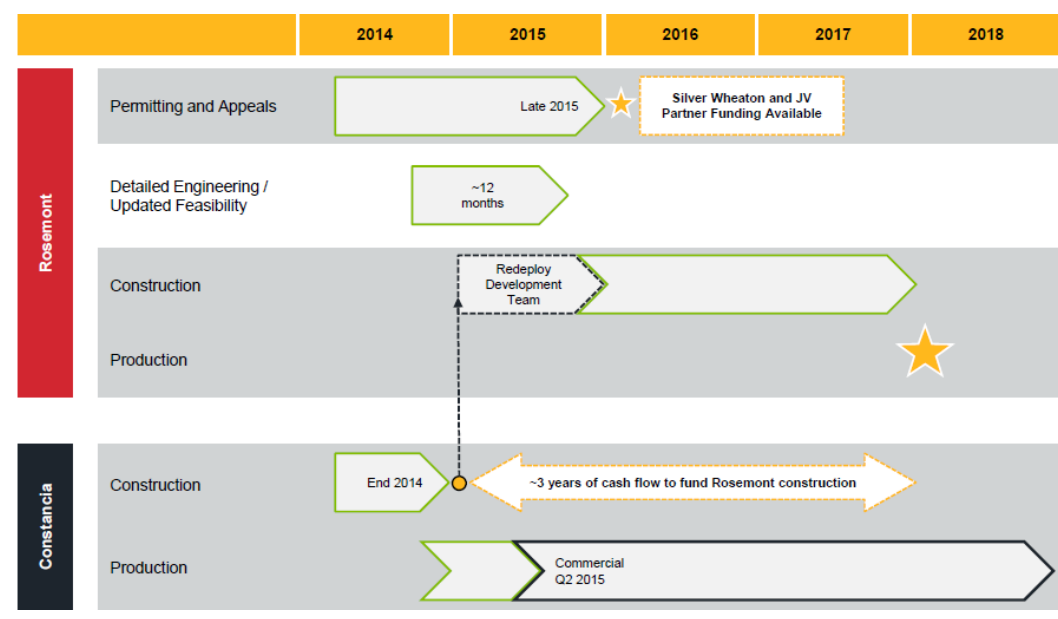 2014
2015
2016
2017
2018
Rosemont
Permitting and Appeals
Late 2015
Silver Wheaton and JV
Partner Funding Available
Detailed Engineering /
Updated Feasibility
~12
months
Construction
Redeploy
Development
Team
Production
Constancia
Construction
End 2014
~3 years of cash flow to fund Rosemont construction
Production
Commercial
Q2 2015